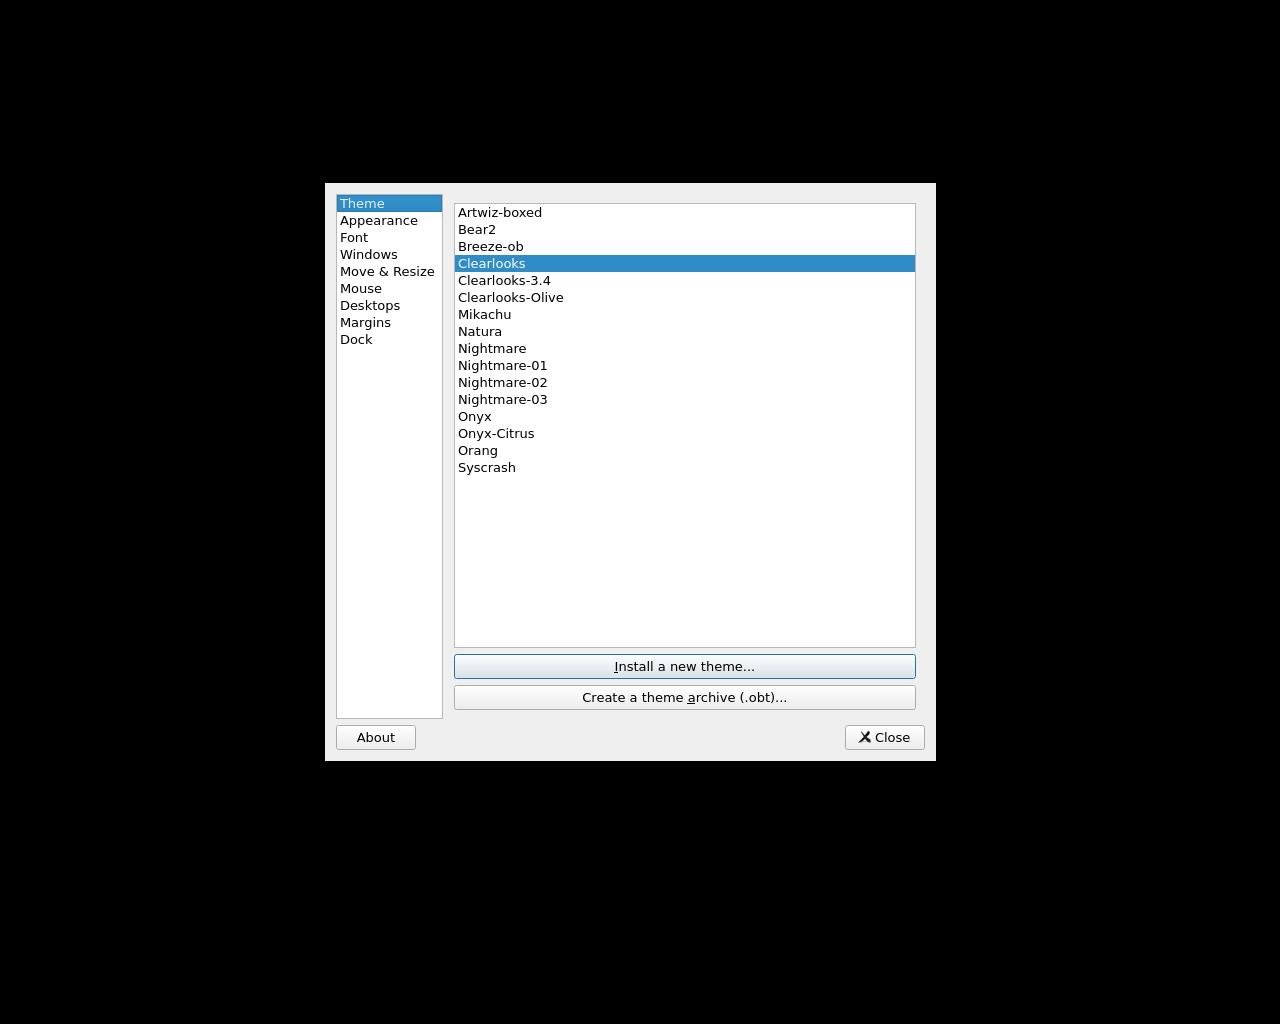 Theme
Appearance
Font
Windows
Move & Resize
Mouse
Desktops
Margins
Dock
Artwiz-boxed
Bear2
Breeze-ob
Clearlooks
Clearlooks-3.4
Clearlooks-Olive
Mikachu
Natura
Nightmare
Nightmare-01
Nightmare-02
Nightmare-03
Onyx
Onyx-Citrus
Orang
Syscrash
Install a new theme...
Create a theme archive (.obt)...
About
Close